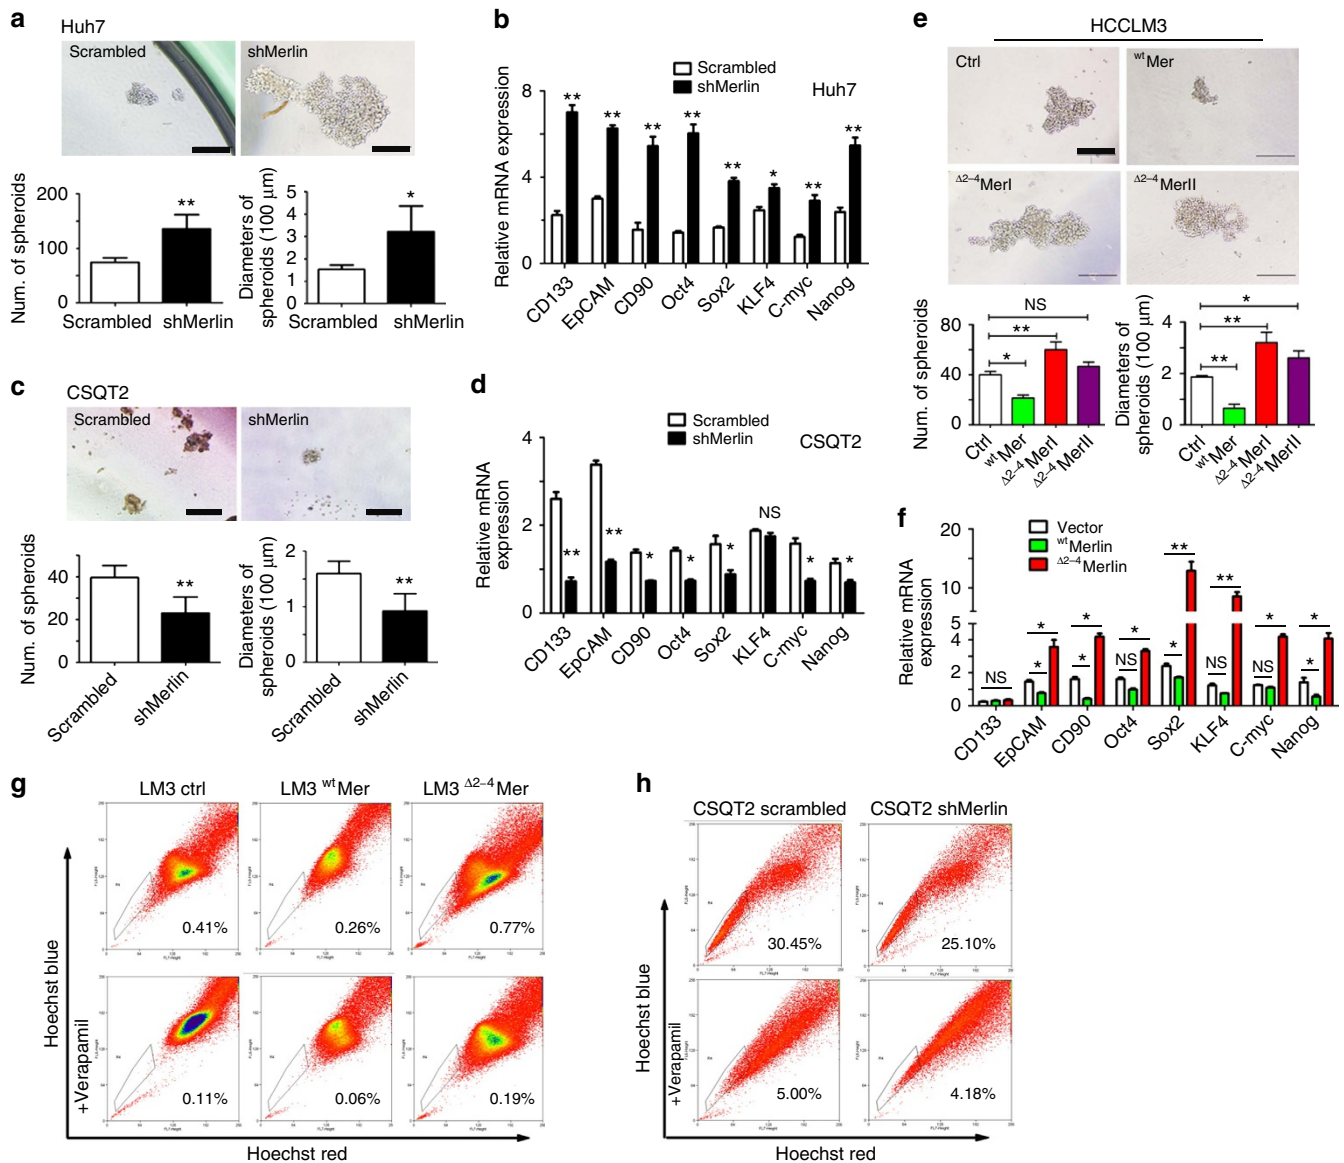 a
Huh7
Scrambled
shMerlin
Num. of spheroids
200
100
0
**
Scrambled shMerlin
Diameters of
spheroids (100 µm)
5
4
3
2
1
0
*
Scrambled shMerlin
b
Scrambled
shMerlin
Huh7
Relative mRNA expression
8
4
0
** ** ** ** ** * ** **
CD133 EpCAM CD90 Oct4 Sox2 KLF4 C-myc Nanog
c
CSQT2
Scrambled
shMerlin
Num. of spheroids
40
20
0
**
Scrambled shMerlin
Diameters of
spheroids (100 µm)
2
1
0
**
Scrambled shMerlin
d
Scrambled
shMerlin
CSQT2
Relative mRNA
expression
4
2
0
** ** * * * NS * *
CD133 EpCAM CD90 Oct4 Sox2 KLF4 C-myc Nanog
e
HCCLM3
Ctrl
wtMer
Δ2–4MerI
Δ2–4MerII
Num. of spheroids
80
40
0
NS
**
*
Ctrl wtMer Δ2–4MerI Δ2–4MerII
Diameters of
spheroids (100 µm)
4
2
0
*
**
**
Ctrl wtMer Δ2–4MerI Δ2–4MerII
f
Vector
wtMerlin
Δ2–4Merlin
Relative mRNA
expression
20
10
5
4
2
0
NS
* *
* *
* NS
** *
** NS
* NS
* *
CD133 EpCAM CD90 Oct4 Sox2 KLF4 C-myc Nanog
g
LM3 ctrl
LM3 wtMer
LM3 Δ2–4Mer
0.41%
0.26%
0.77%
0.11%
0.06%
0.19%
Hoechst blue
+Verapamil
Hoechst red
h
CSQT2 scrambled
CSQT2 shMerlin
30.45%
25.10%
5.00%
4.18%
Hoechst blue
+Verapamil
Hoechst red